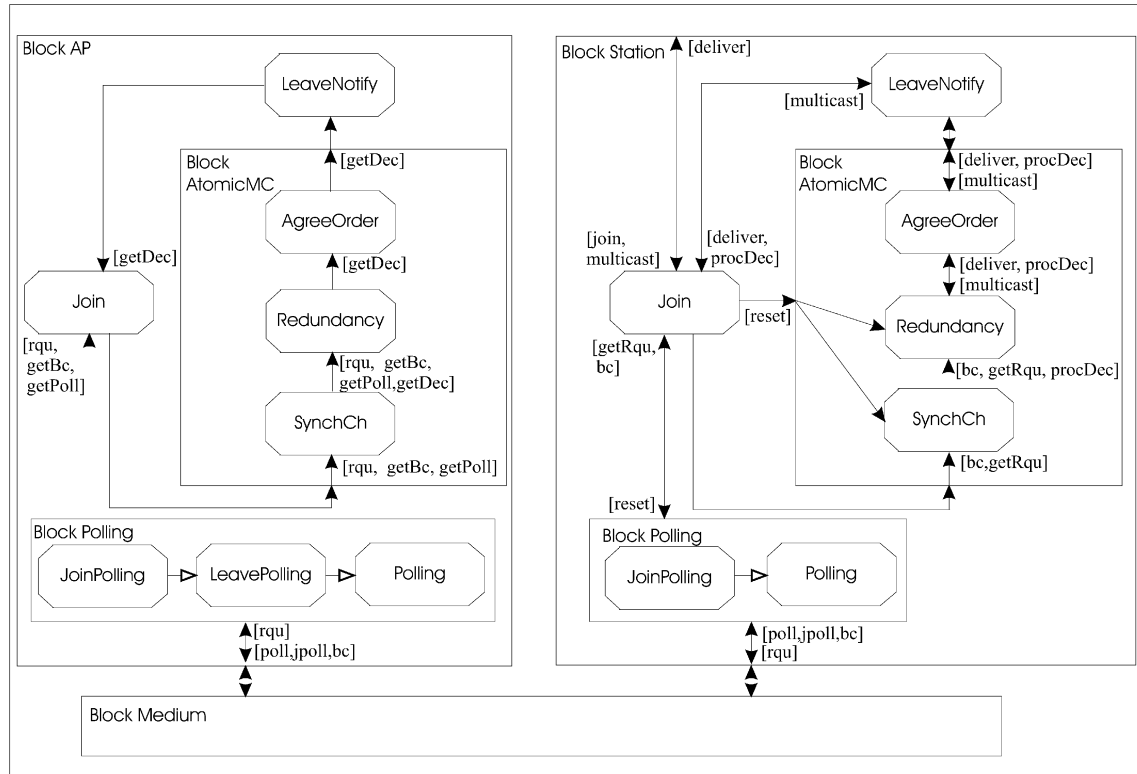 Block AP
LeaveNotify
[getDec]
Block
AtomicMC
AgreeOrder
[getDec]
[getDec]
Join
Redundancy
[rqu,
getBc,
getPoll]
[rqu, getBc,
getPoll,getDec]
SynchCh
[rqu, getBc, getPoll]
Block Polling
JoinPolling
LeavePolling
Polling
[rqu]
[poll,jpoll,bc]
Block Station
[deliver]
LeaveNotify
[multicast]
Block
AtomicMC
[deliver, procDec]
[multicast]
AgreeOrder
[join,
multicast]
[deliver,
procDec]
[deliver, procDec]
[multicast]
Join
[reset]
Redundancy
[getRqu,
bc]
[bc, getRqu, procDec]
SynchCh
[bc,getRqu]
[reset]
Block Polling
JoinPolling
Polling
[poll,jpoll,bc]
[rqu]
Block Medium